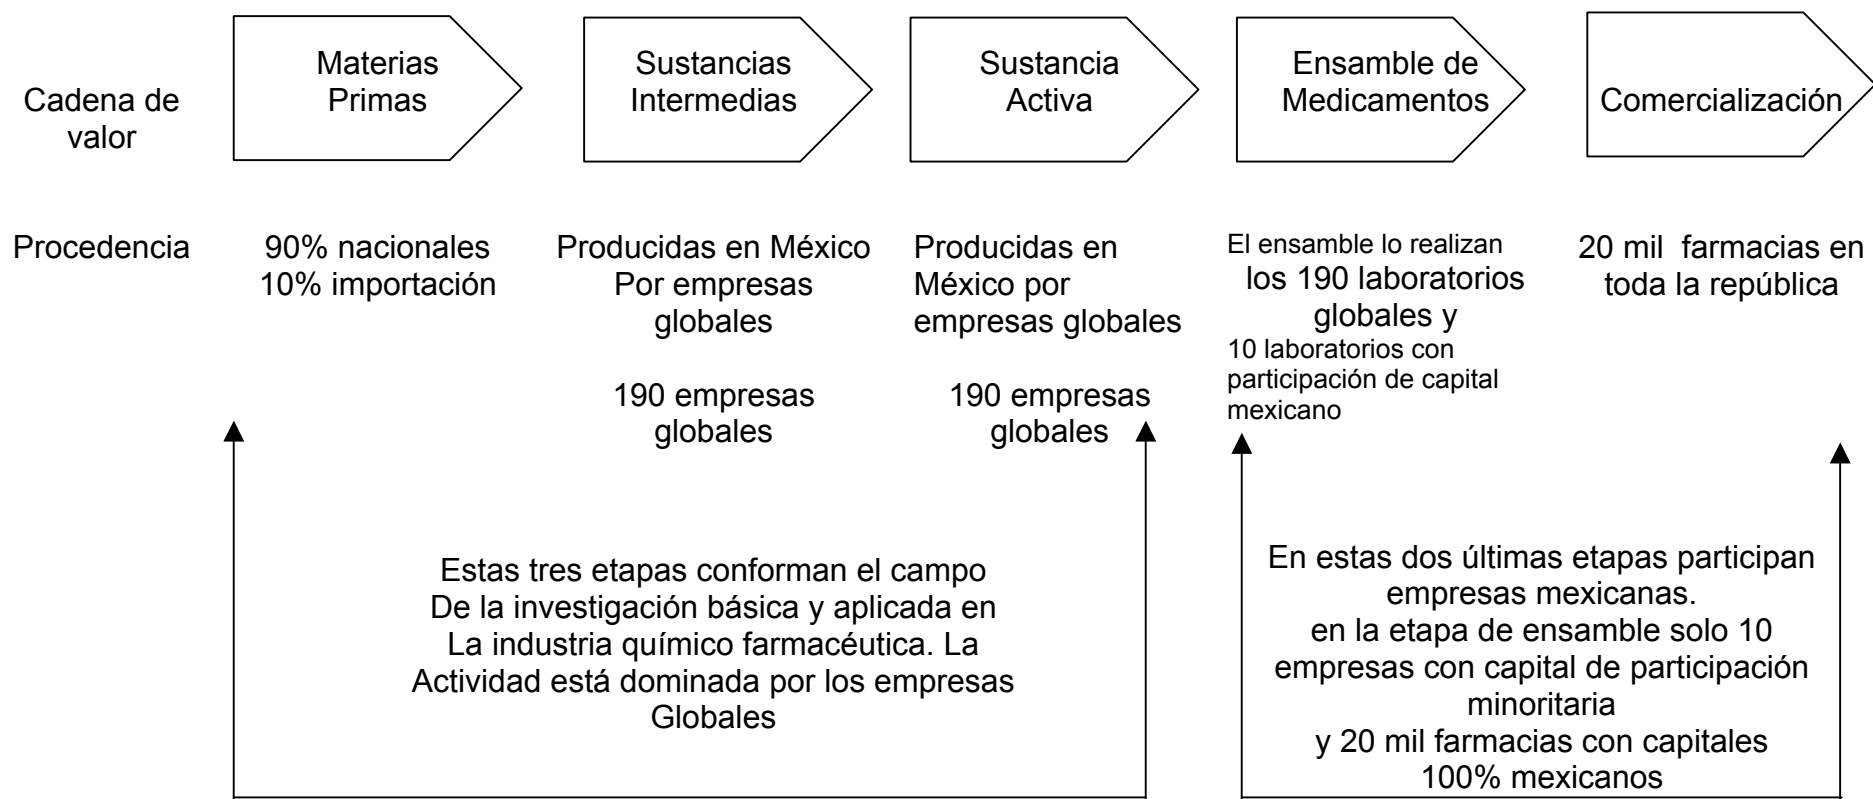 Cadena de
valor
Materias
Primas
Sustancias
Intermedias
Sustancia
Activa
Ensamble de
Medicamentos
Comercialización
Procedencia
90% nacionales
10% importación
Producidas en México
Por empresas
globales
190 empresas
globales
Producidas en
México por
empresas globales
190 empresas
globales
El ensamble lo realizan
los 190 laboratorios
globales y
10 laboratorios con
participación de capital
mexicano
20 mil farmacias en
toda la república
Estas tres etapas conforman el campo
De la investigación básica y aplicada en
La industria químico farmacéutica. La
Actividad está dominada por los empresas
Globales
En estas dos últimas etapas participan
empresas mexicanas.
en la etapa de ensamble solo 10
empresas con capital de participación
minoritaria
y 20 mil farmacias con capitales
100% mexicanos